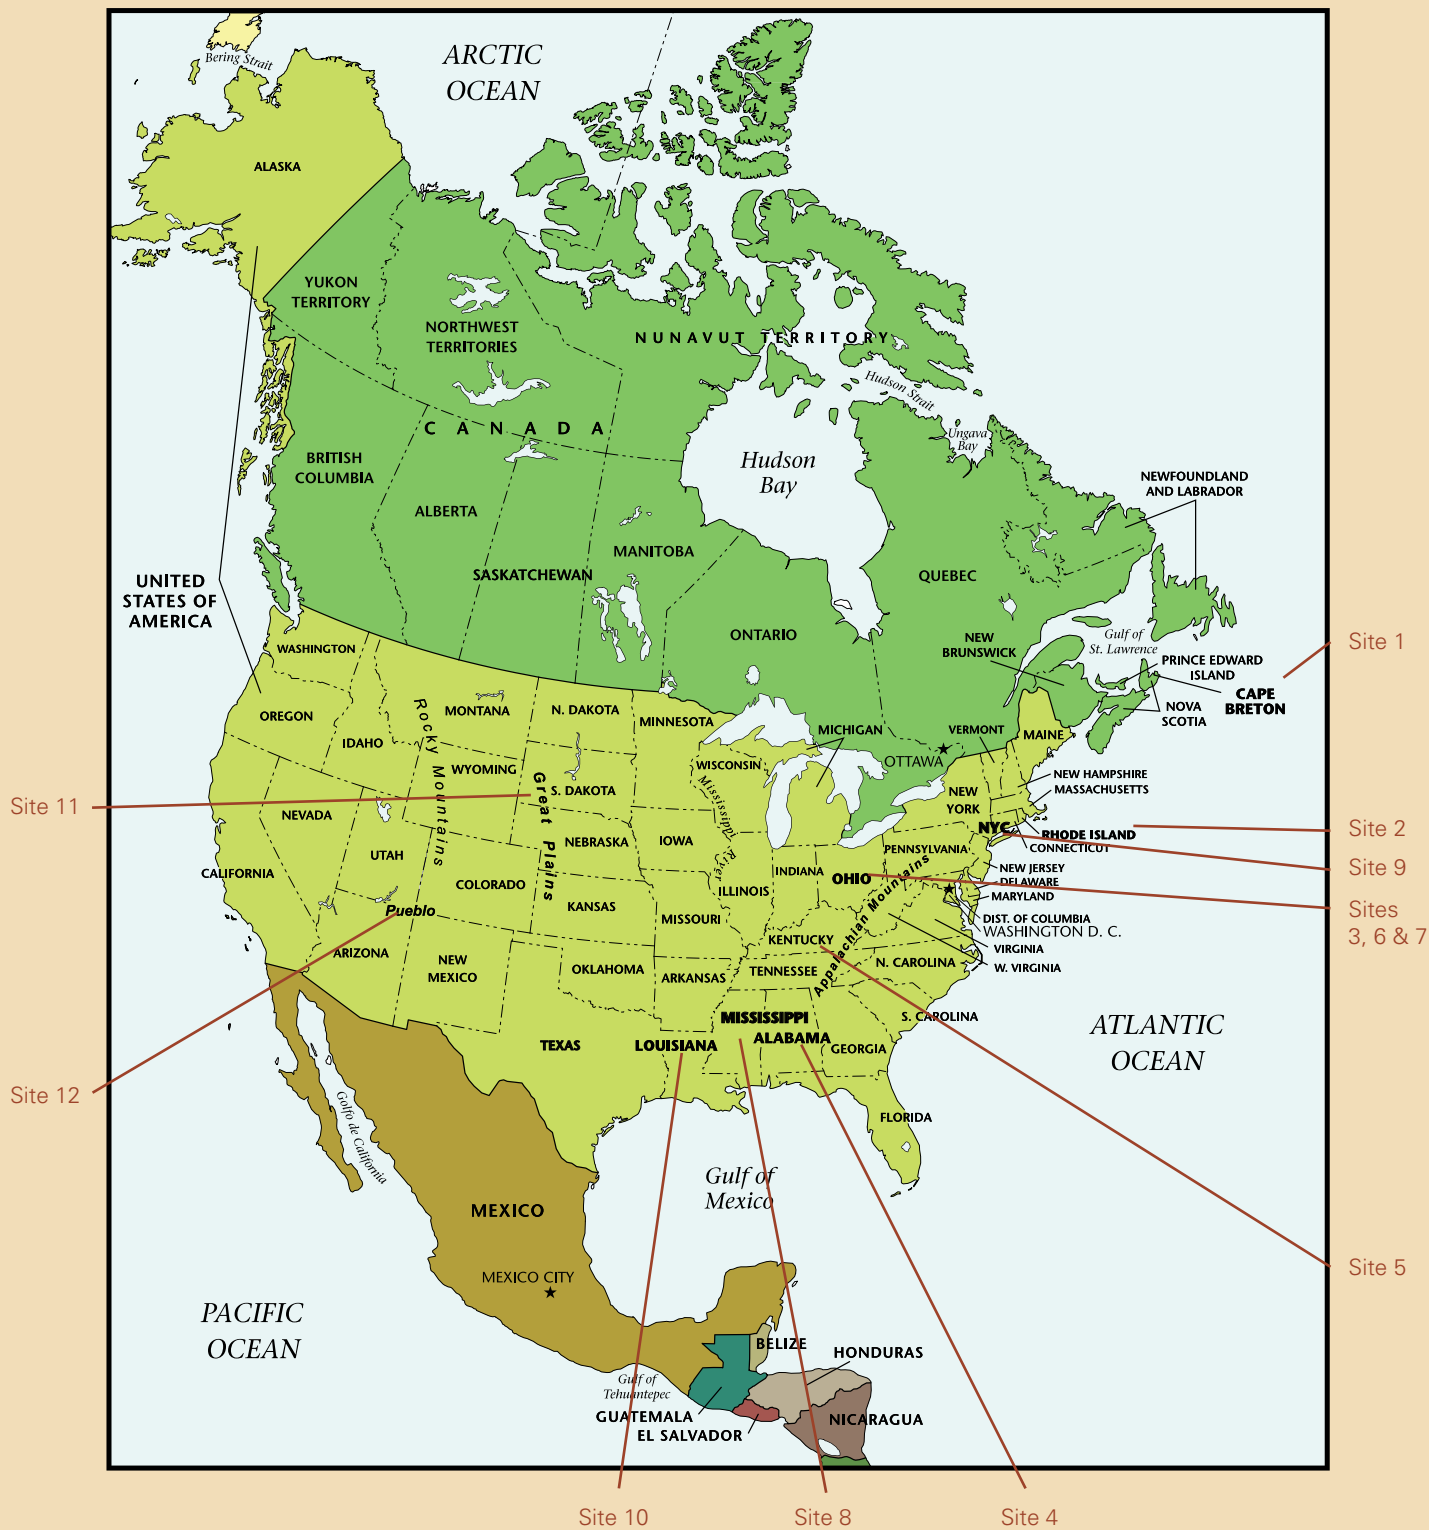 Bering Strait
ARCTIC
OCEAN
ALASKA
YUKON
TERRITORY
NORTHWEST
TERRITORIES
NUNAVUT TERRITORY
Hudson Strait
CANADA
Ungava
Bay
BRITISH
COLUMBIA
Hudson
Bay
NEWFOUNDLAND
AND LABRADOR
ALBERTA
MANITOBA
SASKATCHEWAN
QUEBEC
UNITED
STATES OF
AMERICA
ONTARIO
NEW
BRUNSWICK
Gulf of
St. Lawrence
Site 1
WASHINGTON
PRINCE EDWARD
ISLAND
CAPE
BRETON
NOVA
SCOTIA
OREGON
Rocky Mountains
MONTANA
N. DAKOTA
MINNESOTA
MICHIGAN
VERMONT
MAINE
IDAHO
OTTAWA
WISCONSIN
WYOMING
NEW HAMPSHIRE
MASSACHUSETTS
Great Plains
S. DAKOTA
Mississippi River
NEW
YORK
Site 11
NEVADA
NYC
RHODE ISLAND
Site 2
NEBRASKA
IOWA
CONNECTICUT
PENNSYLVANIA
UTAH
Site 9
CALIFORNIA
COLORADO
INDIANA
OHIO
NEW JERSEY
DELAWARE
ILLINOIS
MARYLAND
Appalachian Mountains
Pueblo
KANSAS
MISSOURI
DIST. OF COLUMBIA
WASHINGTON D. C.
Sites
3, 6 & 7
KENTUCKY
VIRGINIA
ARIZONA
NEW
MEXICO
OKLAHOMA
ARKANSAS
TENNESSEE
N. CAROLINA
W. VIRGINIA
MISSISSIPPI
S. CAROLINA
ATLANTIC
OCEAN
TEXAS
LOUISIANA
ALABAMA
GEORGIA
Site 12
Golfo de California
FLORIDA
Gulf of
Mexico
MEXICO
Site 5
MEXICO CITY
PACIFIC
OCEAN
BELIZE
HONDURAS
Gulf of
Tehuantepec
GUATEMALA
NICARAGUA
EL SALVADOR
Site 10
Site 8
Site 4